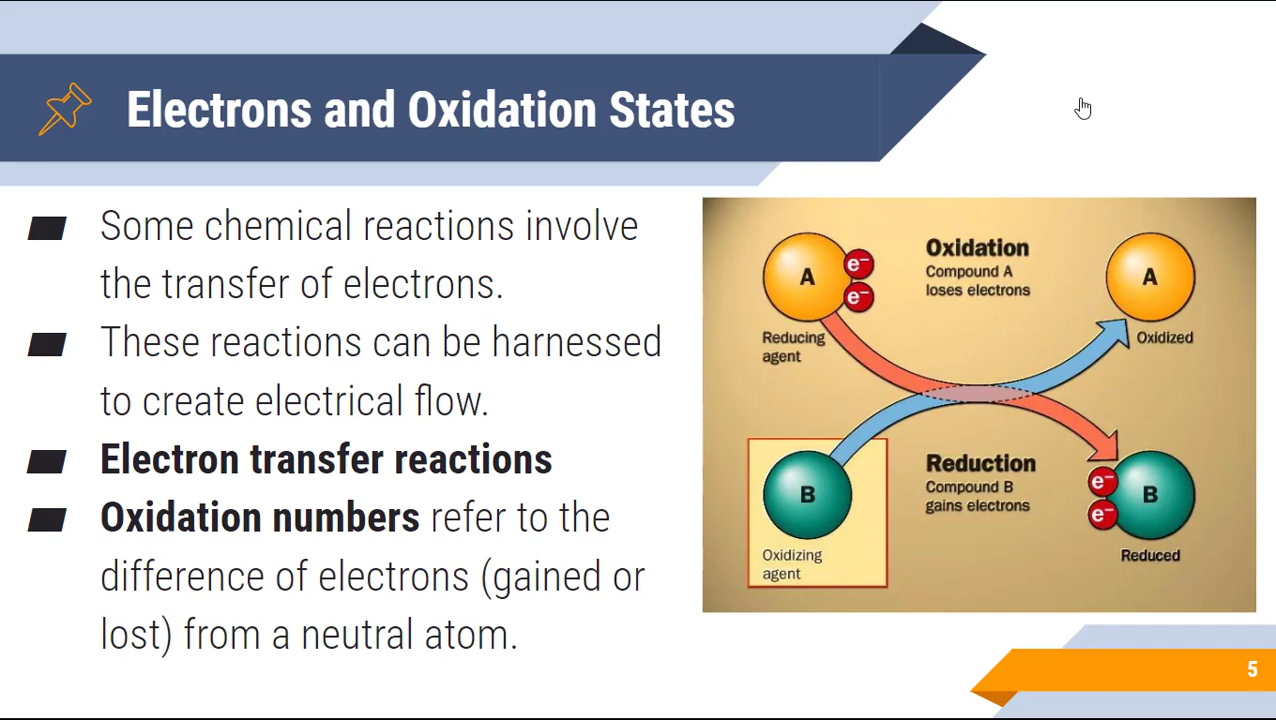 Electrons and Oxidation States
Some chemical reactions involve
the transfer of electrons.
These reactions can be harnessed
to create electrical flow.
Electron transfer reactions
Oxidation numbers refer to the
difference of electrons (gained or
lost) from a neutral atom.
A
e⁻
e⁻
Reducing
agent
Oxidation
Compound A
loses electrons
A
Oxidized
B
Oxidizing
agent
Reduction
Compound B
gains electrons
e⁻
e⁻
B
Reduced
5